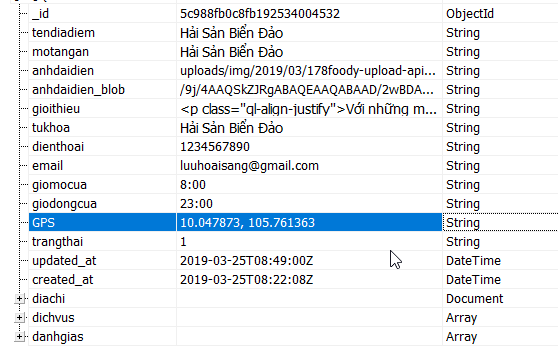 _id 5c988fb0c8fb192534004532 ObjectId
tendiadiem Hải Sản Biển Đảo String
motangan Hải Sản Biển Đảo String
anhdaidien uploads/img/2019/03/178foody-upload-api... String
anhdaidien_blob /9j/4AAQSkZJRgABAQEAAQABAAD/2wBDA... String
gioithieu <p class="ql-align-justify">Với những m... String
tukhoa Hải Sản Biển Đảo String
dienthoai 1234567890 String
email luuhoaisang@gmail.com String
giomocua 8:00 String
giodongcua 23:00 String
GPS 10.047873, 105.761363 String
trangthai 1 String
updated_at 2019-03-25T08:49:00Z DateTime
created_at 2019-03-25T08:22:08Z DateTime
diachi Document
dichvus Array
danhgias Array